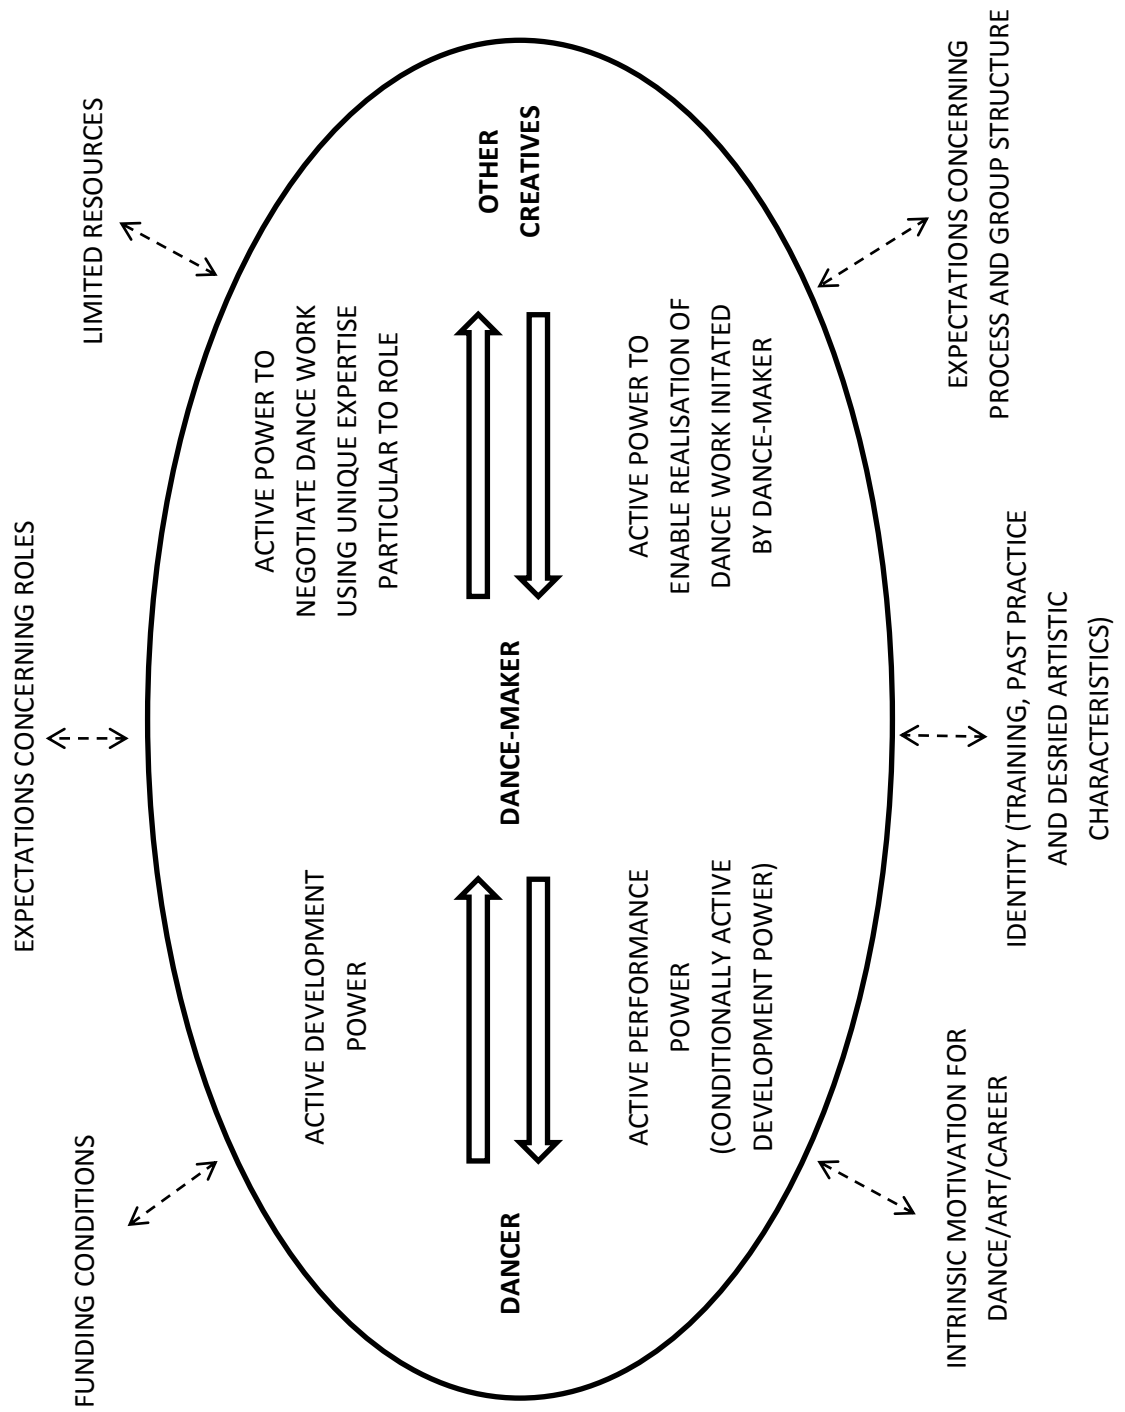 EXPECTATIONS CONCERNING ROLES
FUNDING CONDITIONS
LIMITED RESOURCES
ACTIVE DEVELOPMENT
POWER
ACTIVE POWER TO
NEGOTIATE DANCE WORK
USING UNIQUE EXPERTISE
PARTICULAR TO ROLE
DANCER
DANCE-MAKER
OTHER
CREATIVES
ACTIVE PERFORMANCE
POWER
(CONDITIONALLY ACTIVE
DEVELOPMENT POWER)
ACTIVE POWER TO
ENABLE REALISATION OF
DANCE WORK INITATED
BY DANCE-MAKER
INTRINSIC MOTIVATION FOR
DANCE/ART/CAREER
IDENTITY (TRAINING, PAST PRACTICE
AND DESRIED ARTISTIC
CHARACTERISTICS)
EXPECTATIONS CONCERNING
PROCESS AND GROUP STRUCTURE